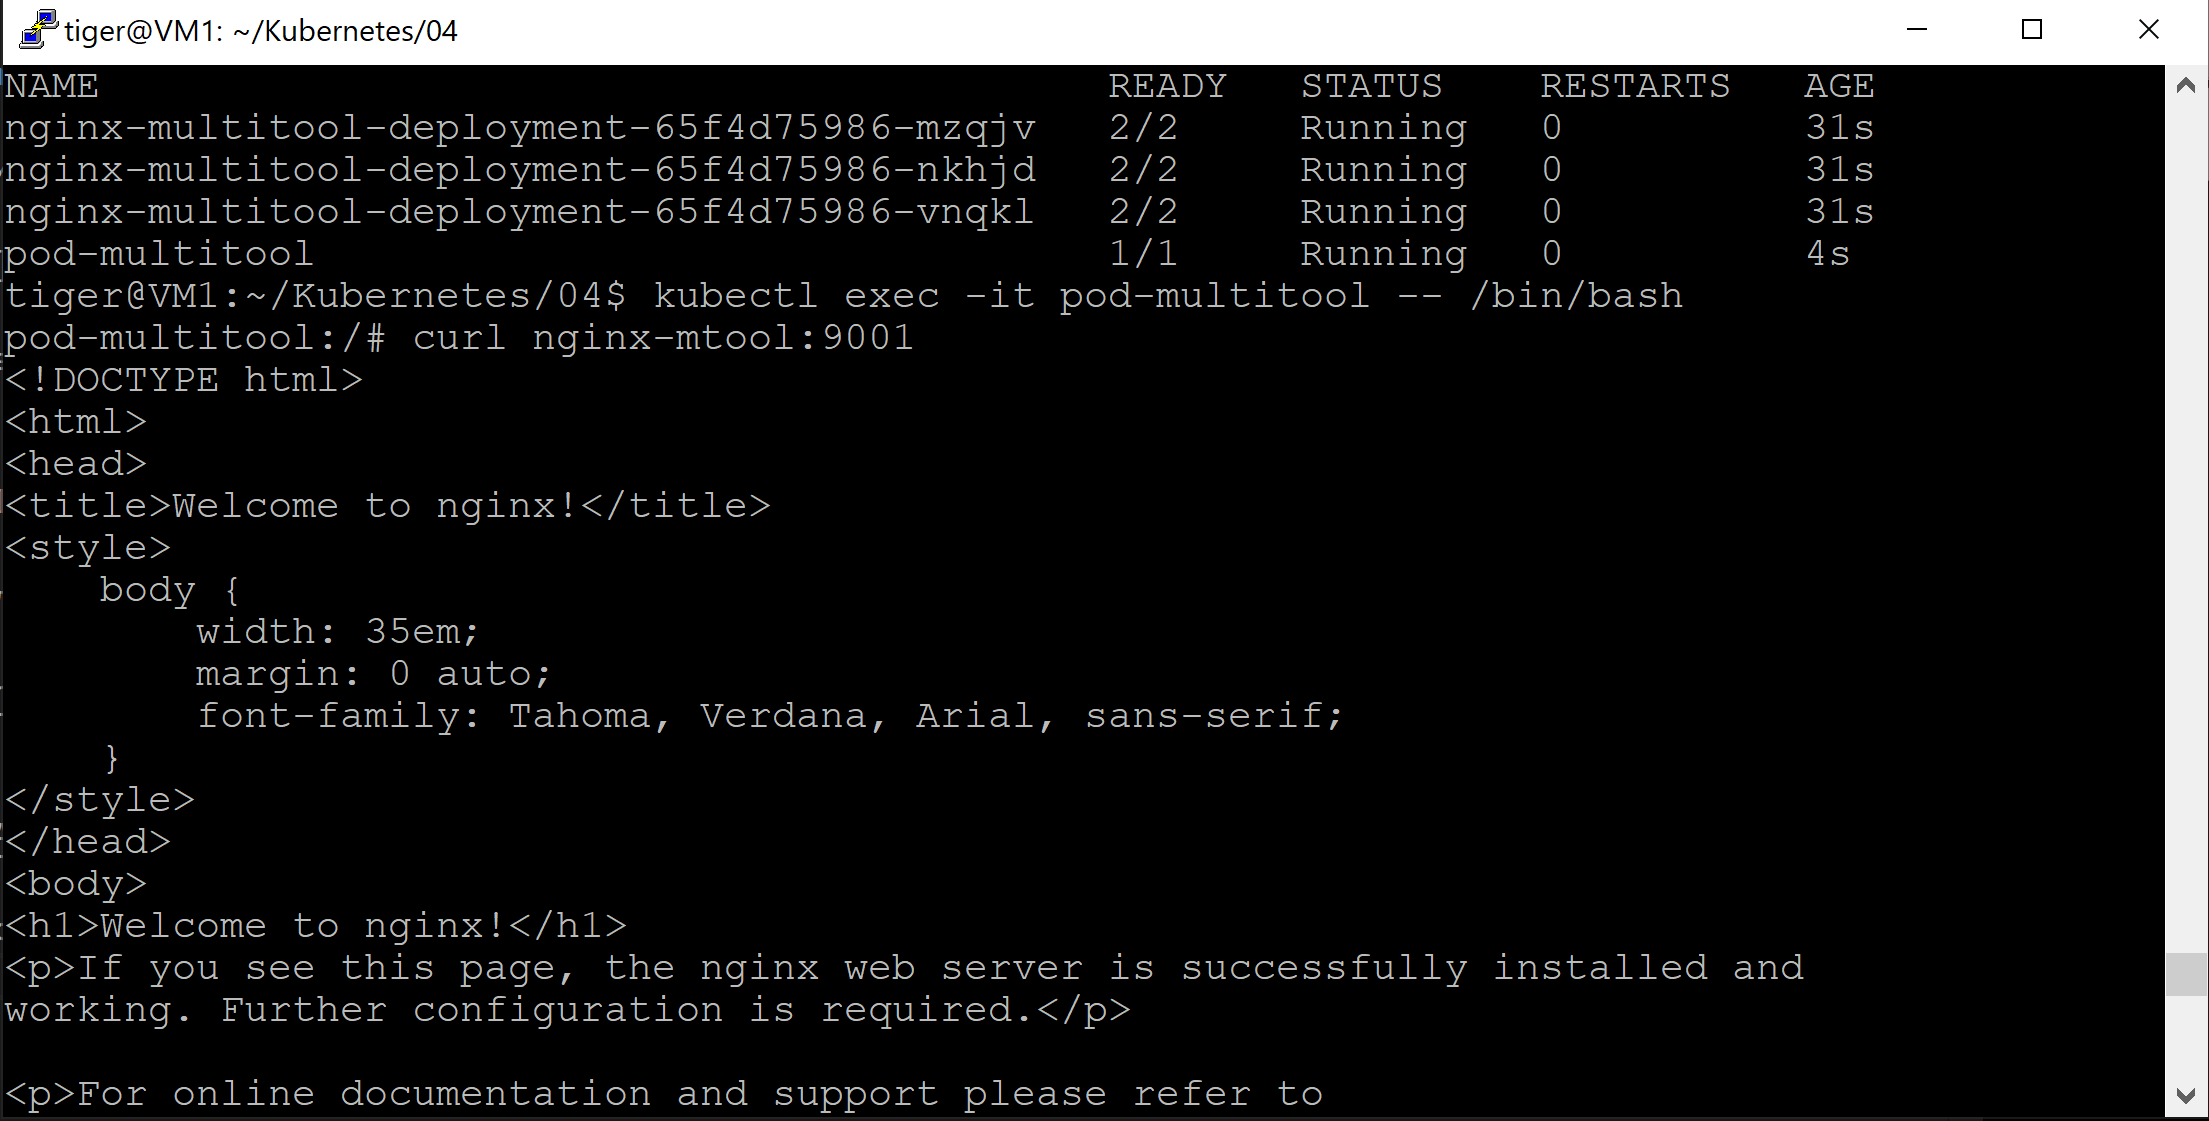 tiger@VM1: ~/Kubernetes/04
NAME READY STATUS RESTARTS AGE
nginx-multitool-deployment-65f4d75986-mzqjv 2/2 Running 0 31s
nginx-multitool-deployment-65f4d75986-nkhjd 2/2 Running 0 31s
nginx-multitool-deployment-65f4d75986-vnqkl 2/2 Running 0 31s
pod-multitool 1/1 Running 0 4s
tiger@VM1:~/Kubernetes/04$ kubectl exec -it pod-multitool -- /bin/bash
pod-multitool:/# curl nginx-mtool:9001
<!DOCTYPE html>
<html>
<head>
<title>Welcome to nginx!</title>
<style>
    body {
        width: 35em;
        margin: 0 auto;
        font-family: Tahoma, Verdana, Arial, sans-serif;
    }
</style>
</head>
<body>
<h1>Welcome to nginx!</h1>
<p>If you see this page, the nginx web server is successfully installed and
working. Further configuration is required.</p>
<p>For online documentation and support please refer to